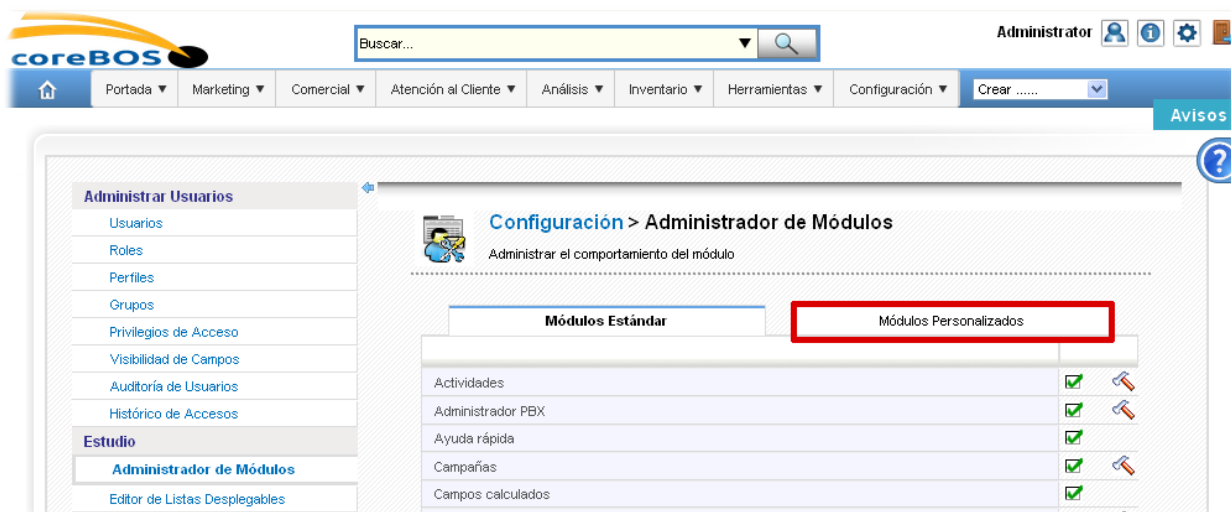 coreBOS
Buscar...
Administrator
Portada Marketing Comercial Atención al Cliente Análisis Inventario Herramientas Configuración Crear ......
Avisos
?
Administrar Usuarios
Usuarios
Roles
Perfiles
Grupos
Privilegios de Acceso
Visibilidad de Campos
Auditoría de Usuarios
Histórico de Accesos
Estudio
Administrador de Módulos
Editor de Listas Desplegables
Configuración > Administrador de Módulos
Administrar el comportamiento del módulo
Módulos Estándar Módulos Personalizados
Actividades
Administrador PBX
Ayuda rápida
Campañas
Campos calculados